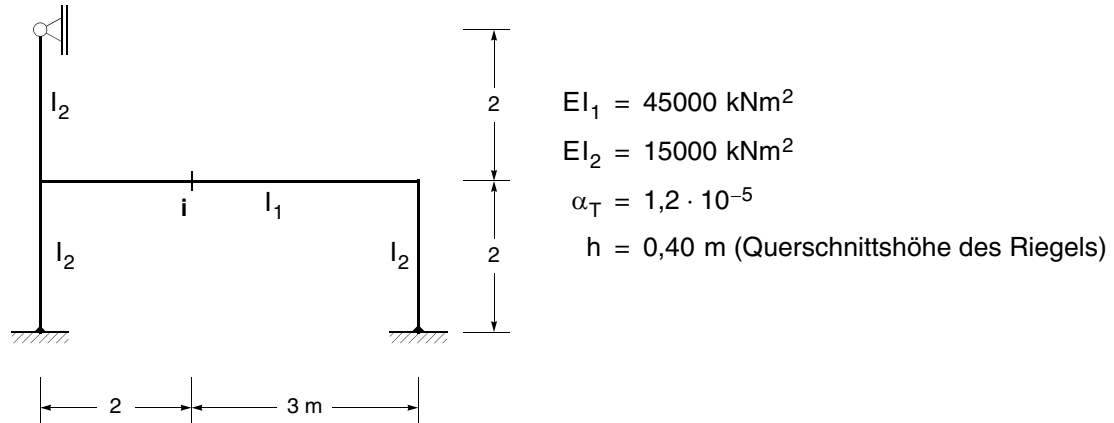 I₂
2
EI₁ = 45000 kNm²
EI₂ = 15000 kNm²
α_T = 1,2 · 10⁻⁵
h = 0,40 m (Querschnittshöhe des Riegels)
i
I₁
I₂
I₂
2
2
3 m